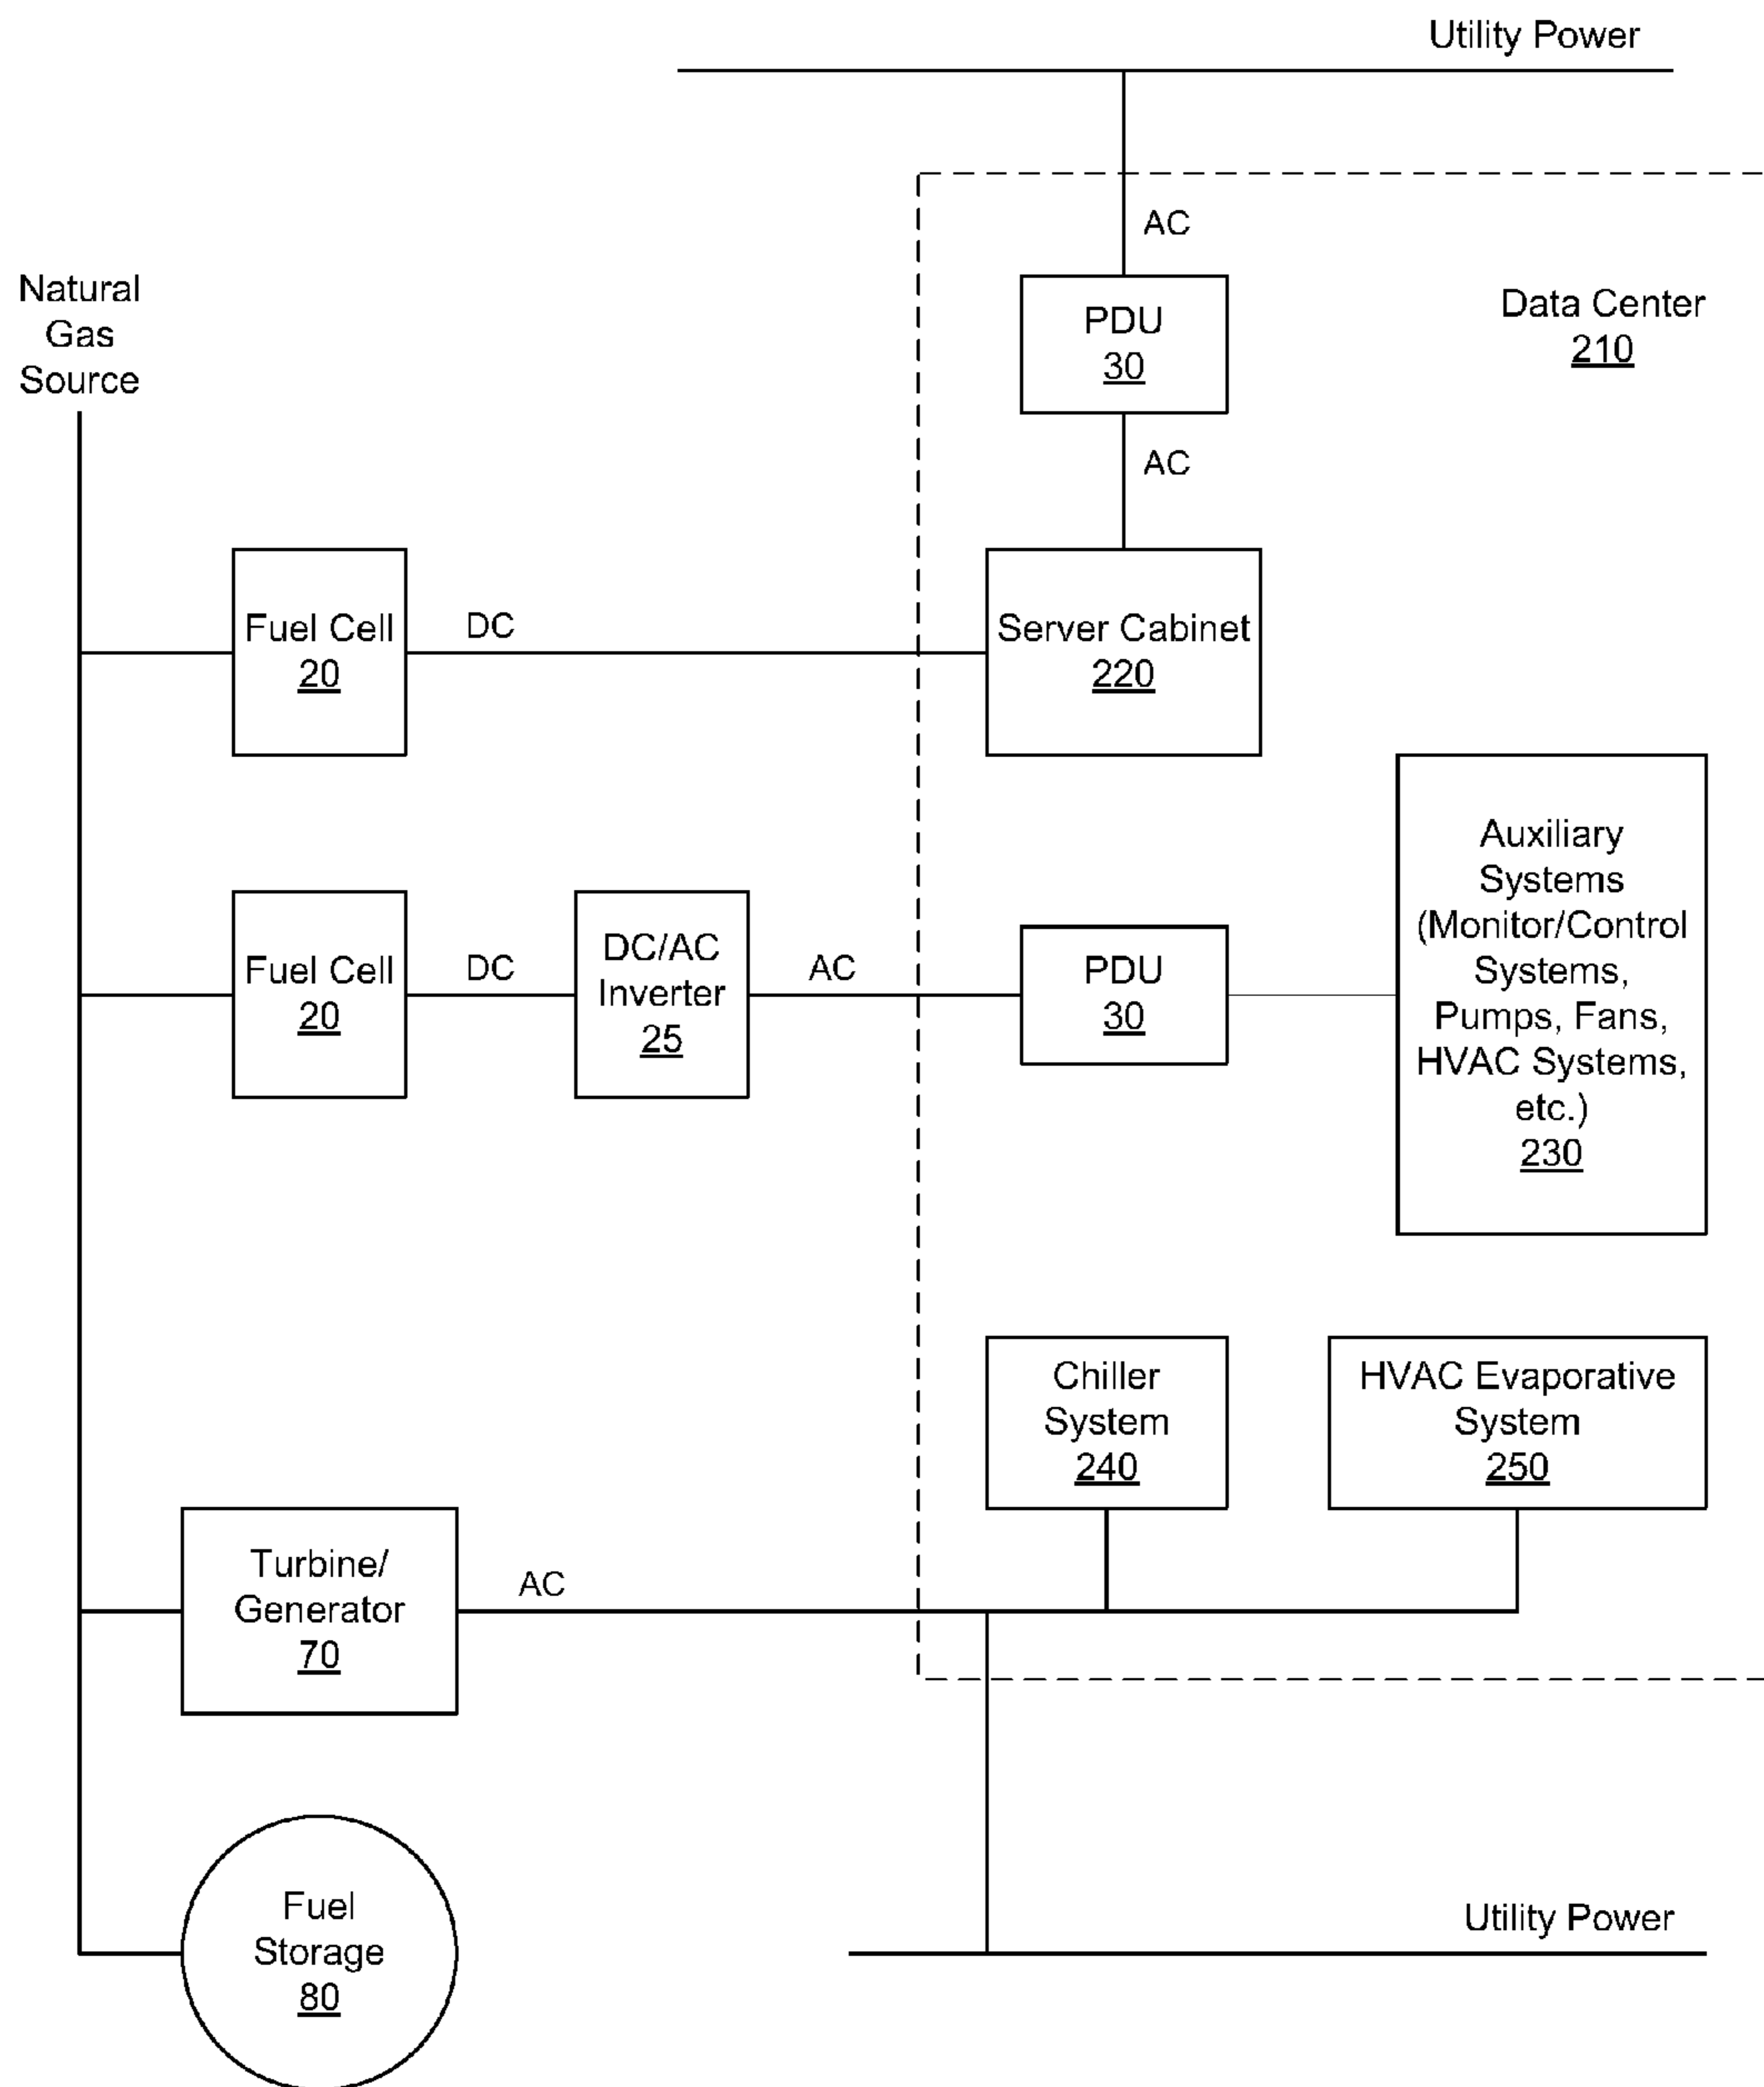 Utility Power
AC
Natural
Gas
Source
PDU
30
Data Center
210
AC
Fuel Cell
20
DC
Server Cabinet
220
Fuel Cell
20
DC
DC/AC
Inverter
25
AC
PDU
30
Auxiliary
Systems
(Monitor/Control
Systems,
Pumps, Fans,
HVAC Systems,
etc.)
230
Chiller
System
240
HVAC Evaporative
System
250
Turbine/
Generator
70
AC
Fuel
Storage
80
Utility Power